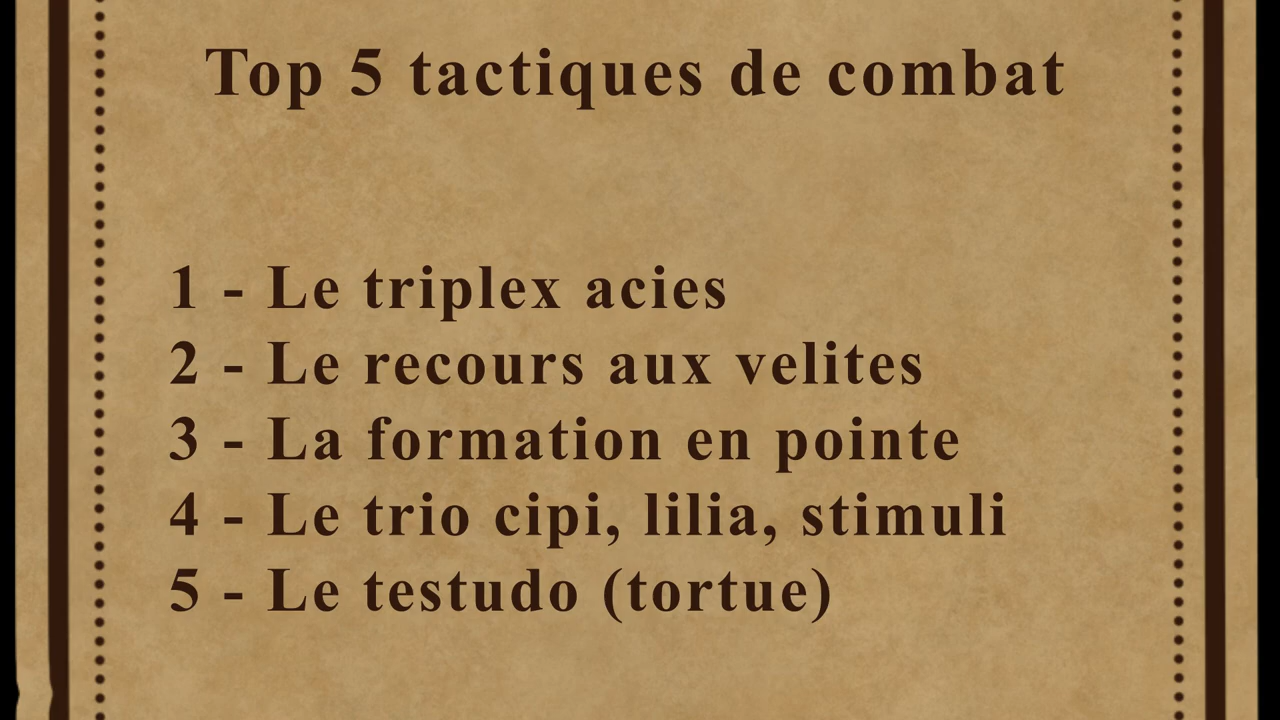 Top 5 tactiques de combat
1 - Le triplex acies
2 - Le recours aux velites
3 - La formation en pointe
4 - Le trio cipi, lilia, stimuli
5 - Le testudo (tortue)